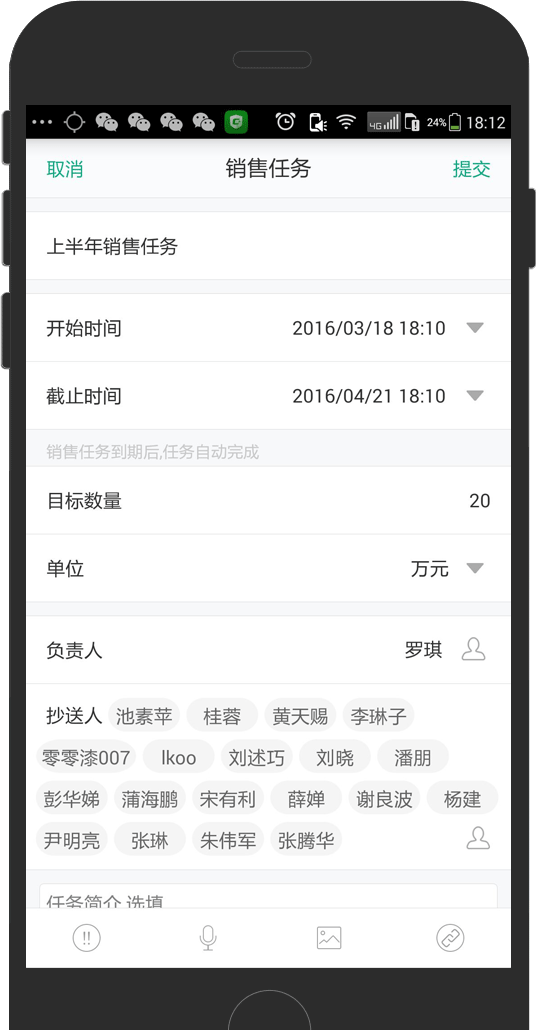 4G 24% 18:12
取消 销售任务 提交
上半年销售任务
开始时间 2016/03/18 18:10
截止时间 2016/04/21 18:10
销售任务到期后,任务自动完成
目标数量 20
单位 万元
负责人 罗琪
抄送人 池素苹 桂蓉 黄天赐 李琳子
零零漆007 lkoo 刘述巧 刘晓 潘朋
彭华娣 蒲海鹏 宋有利 薛婵 谢良波 杨建
尹明亮 张琳 朱伟军 张腾华
任务简介 选填